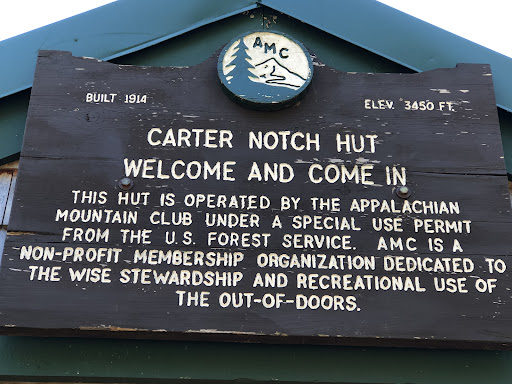 AMC
BUILT 1914
ELEV. 3450 FT.
CARTER NOTCH HUT
WELCOME AND COME IN
THIS HUT IS OPERATED BY THE APPALACHIAN
MOUNTAIN CLUB UNDER A SPECIAL USE PERMIT
FROM THE U.S. FOREST SERVICE. AMC IS A
NON-PROFIT MEMBERSHIP ORGANIZATION DEDICATED TO
THE WISE STEWARDSHIP AND RECREATIONAL USE OF
THE OUT-OF-DOORS.